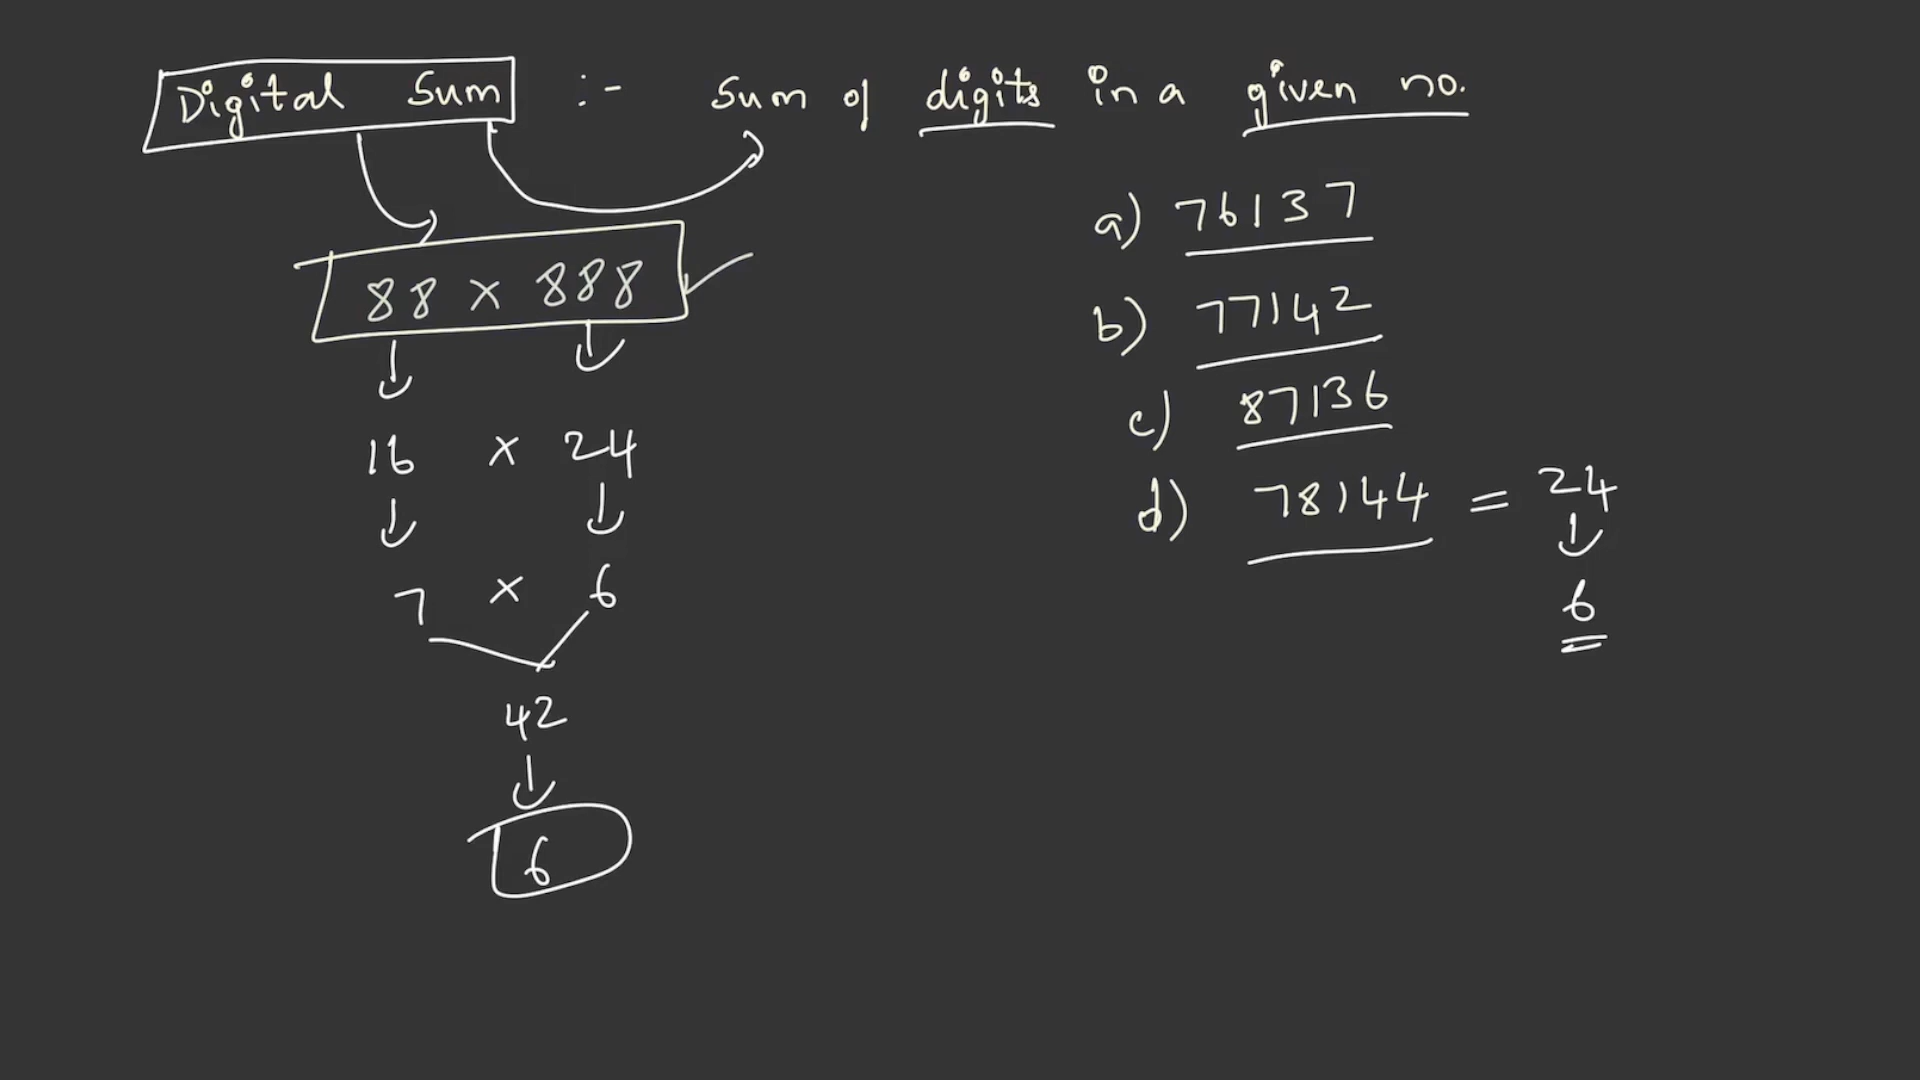 Digital Sum :- Sum of digits in a given no.
88 × 888
16 × 24
7 × 6
42
6
a) 76137
b) 77142
c) 87136
d) 78144 = 24
6